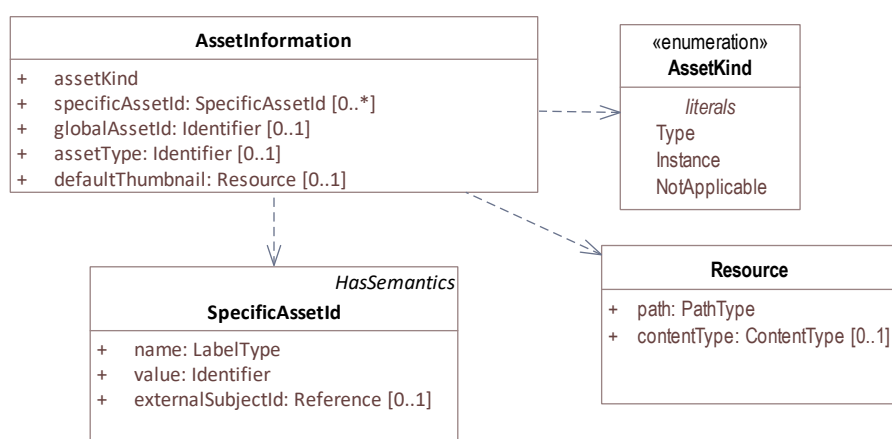 AssetInformation
+ assetKind
+ specificAssetId: SpecificAssetId [0..*]
+ globalAssetId: Identifier [0..1]
+ assetType: Identifier [0..1]
+ defaultThumbnail: Resource [0..1]
«enumeration»
AssetKind
literals
Type
Instance
NotApplicable
HasSemantics
SpecificAssetId
+ name: LabelType
+ value: Identifier
+ externalSubjectId: Reference [0..1]
Resource
+ path: PathType
+ contentType: ContentType [0..1]